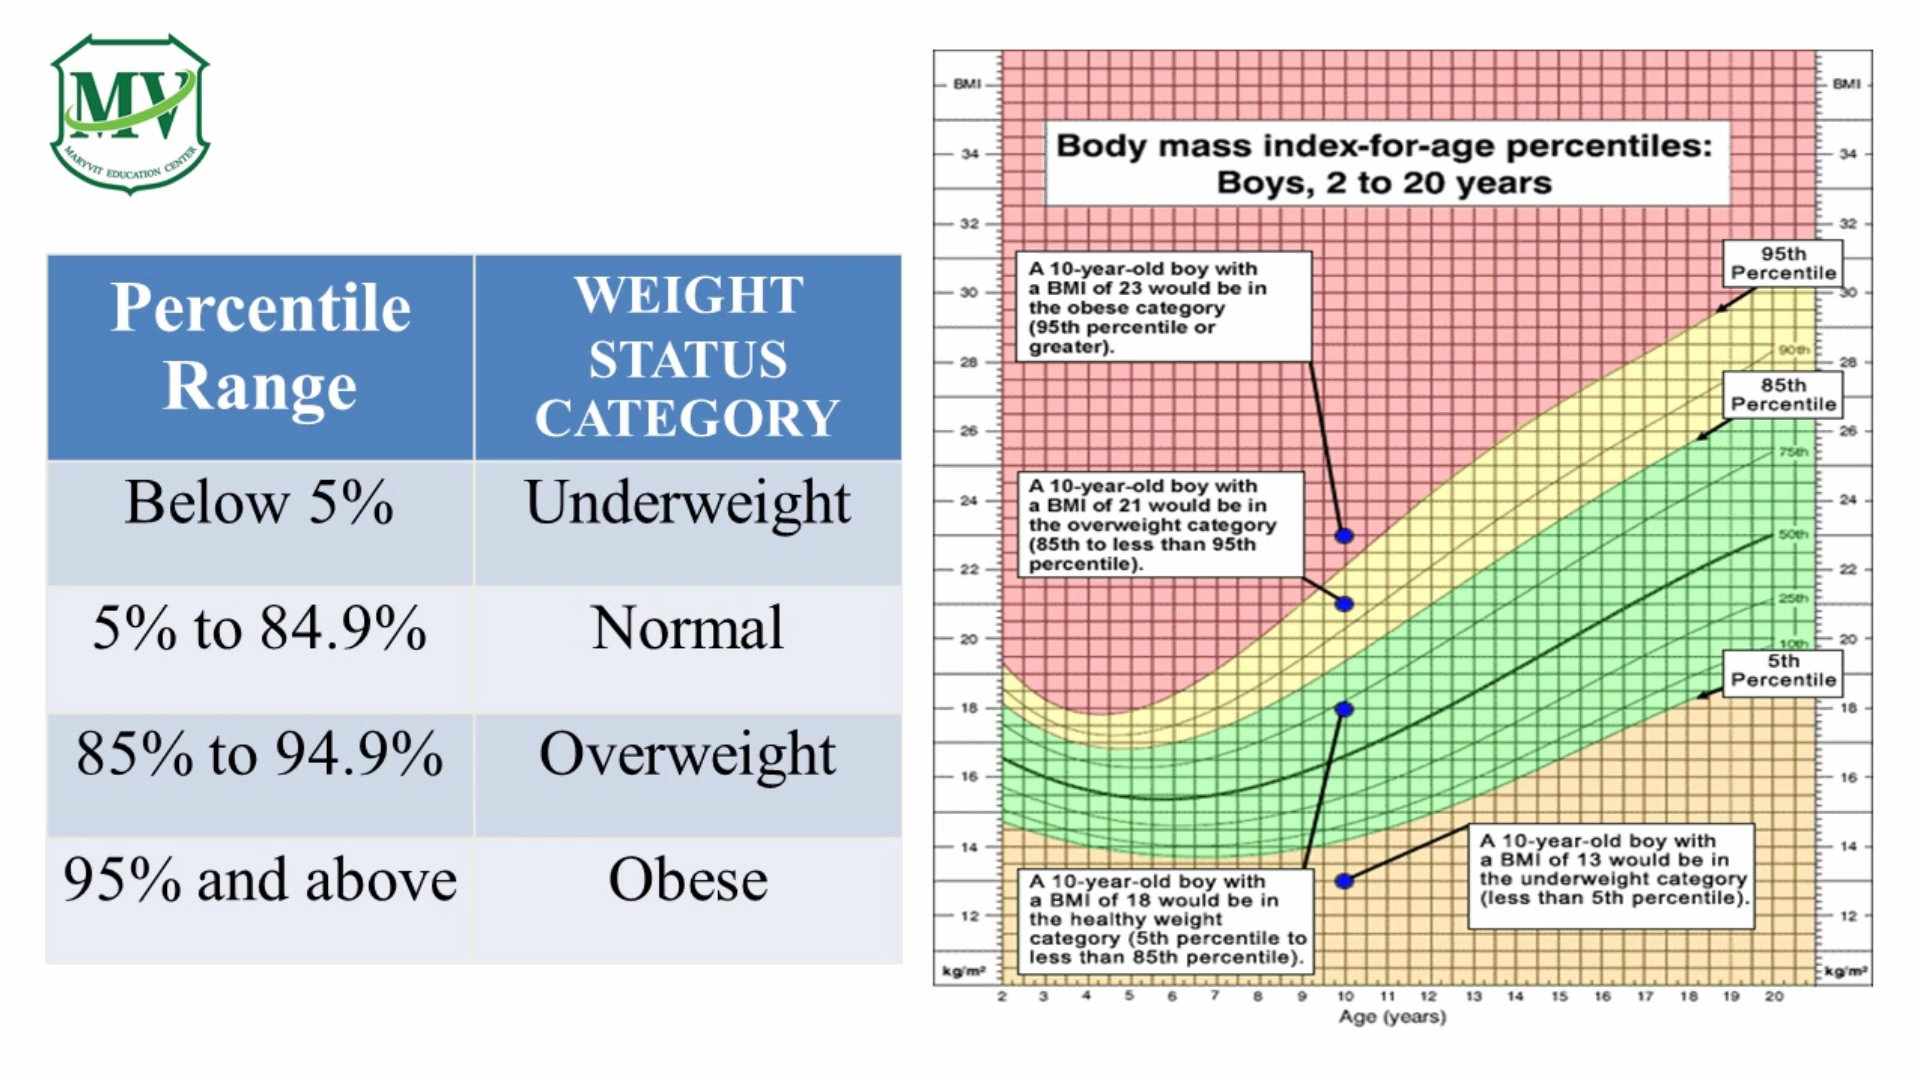 MV
MARYVIT EDUCATION CENTER
Percentile
Range
WEIGHT
STATUS
CATEGORY
Below 5%
Underweight
5% to 84.9%
Normal
85% to 94.9%
Overweight
95% and above
Obese
Body mass index-for-age percentiles:
Boys, 2 to 20 years
BMI
34
32
30
28
26
24
22
20
18
16
14
12
kg/m²
A 10-year-old boy with
a BMI of 23 would be in
the obese category
(95th percentile or
greater).
A 10-year-old boy with
a BMI of 21 would be in
the overweight category
(85th to less than 95th
percentile).
A 10-year-old boy with
a BMI of 18 would be in
the healthy weight
category (5th percentile to
less than 85th percentile).
A 10-year-old boy with
a BMI of 13 would be in
the underweight category
(less than 5th percentile).
95th
Percentile
90th
85th
Percentile
75th
50th
25th
10th
5th
Percentile
BMI
34
32
30
28
26
24
22
20
18
16
14
12
kg/m²
2 3 4 5 6 7 8 9 10 11 12 13 14 15 16 17 18 19 20
Age (years)